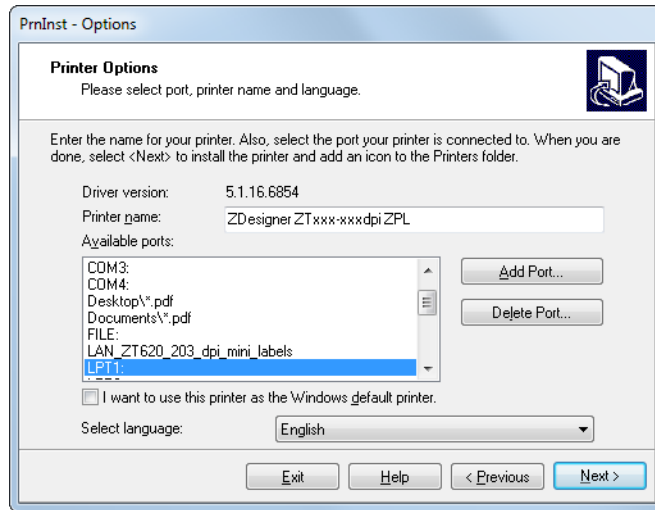 PrnInst - Options
Printer Options
Please select port, printer name and language.
Enter the name for your printer. Also, select the port your printer is connected to. When you are
done, select <Next> to install the printer and add an icon to the Printers folder.
Driver version: 5.1.16.6854
Printer name: ZDesigner ZTxxx-xxxdpi ZPL
Available ports:
COM3:
COM4:
Desktop\*.pdf
Documents\*.pdf
FILE:
LAN_ZT620_203_dpi_mini_labels
LPT1:
Add Port...
Delete Port...
I want to use this printer as the Windows default printer.
Select language: English
Exit Help < Previous Next >